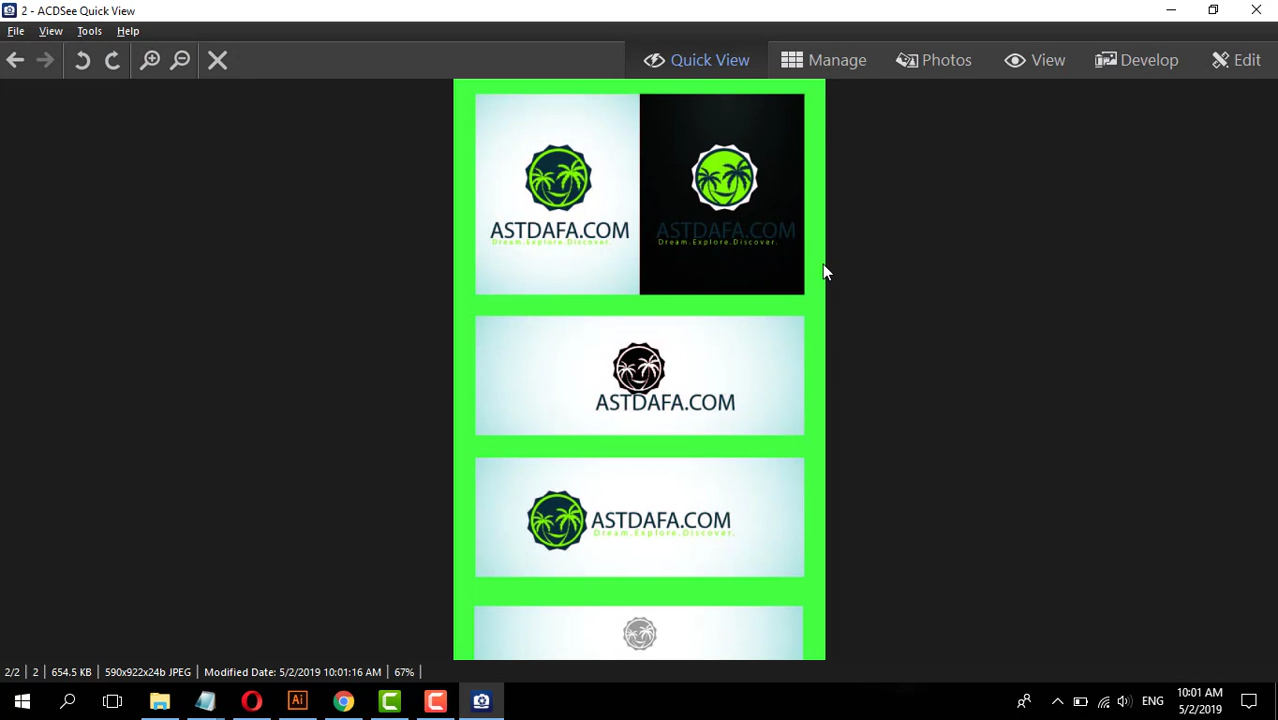 2 - ACDSee Quick View
File View Tools Help
Quick View Manage Photos View Develop Edit
ASTDAFA.COM
Dream.Explore.Discover.
ASTDAFA.COM
Dream.Explore.Discover.
ASTDAFA.COM
ASTDAFA.COM
Dream.Explore.Discover.
2/2 2 654.5 KB 590x922x24b JPEG Modified Date: 5/2/2019 10:01:16 AM 67%
Ai
ENG
10:01 AM
5/2/2019